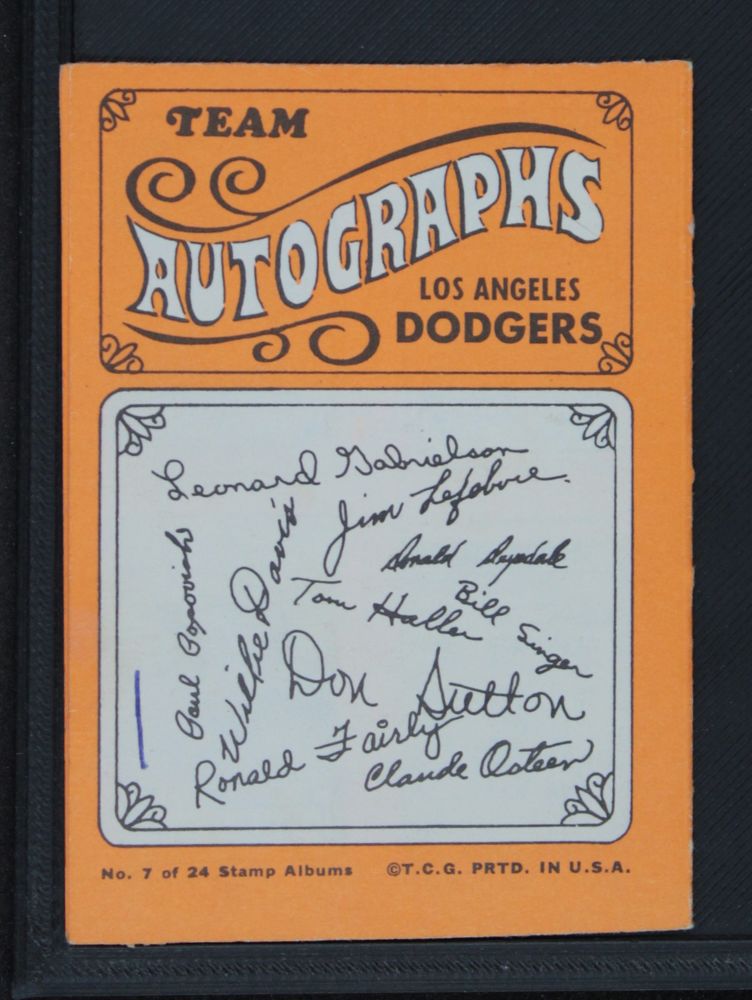 TEAM
AUTOGRAPHS
LOS ANGELES
DODGERS
Leonard Gabrielson
Jim Lefebvre
Paul Popovich
Willie Davis
Donald Drysdale
Tom Haller
Bill Singer
Don Sutton
Ronald Fairly
Claude Osteen
No. 7 of 24 Stamp Albums ©T.C.G. PRTD. IN U.S.A.